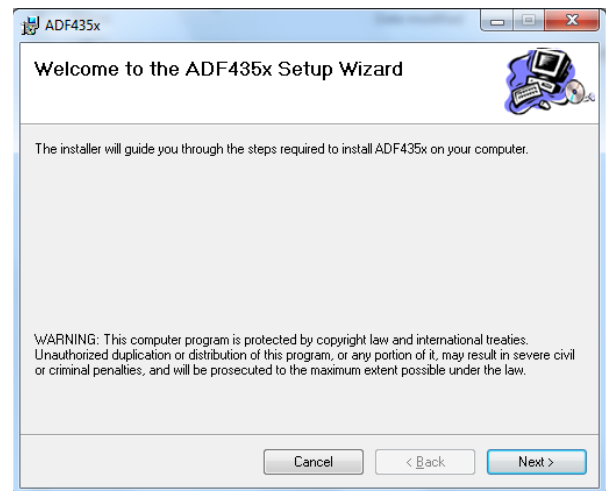 ADF435x
Welcome to the ADF435x Setup Wizard
The installer will guide you through the steps required to install ADF435x on your computer.
WARNING: This computer program is protected by copyright law and international treaties.
Unauthorized duplication or distribution of this program, or any portion of it, may result in severe civil
or criminal penalties, and will be prosecuted to the maximum extent possible under the law.
Cancel
< Back
Next >